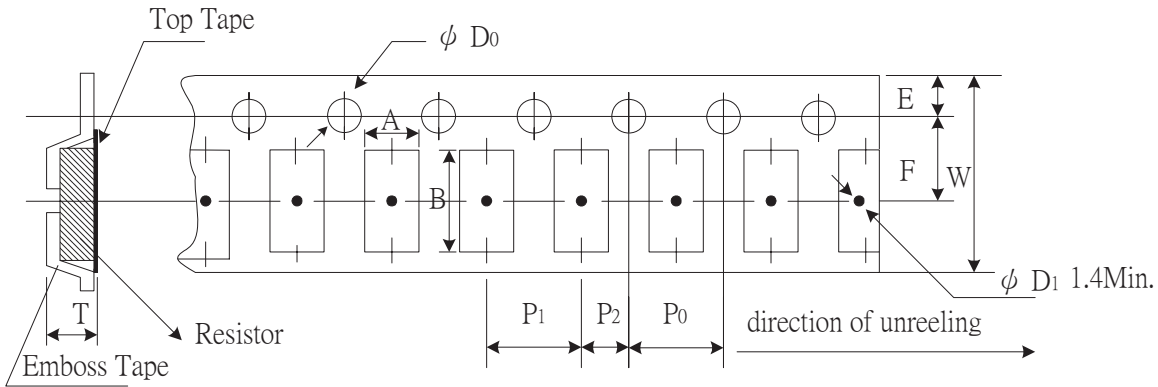 Top Tape
ϕ D0
E
A
F
W
B
ϕ D1 1.4Min.
T
P1
P2
P0
Resistor
direction of unreeling
Emboss Tape